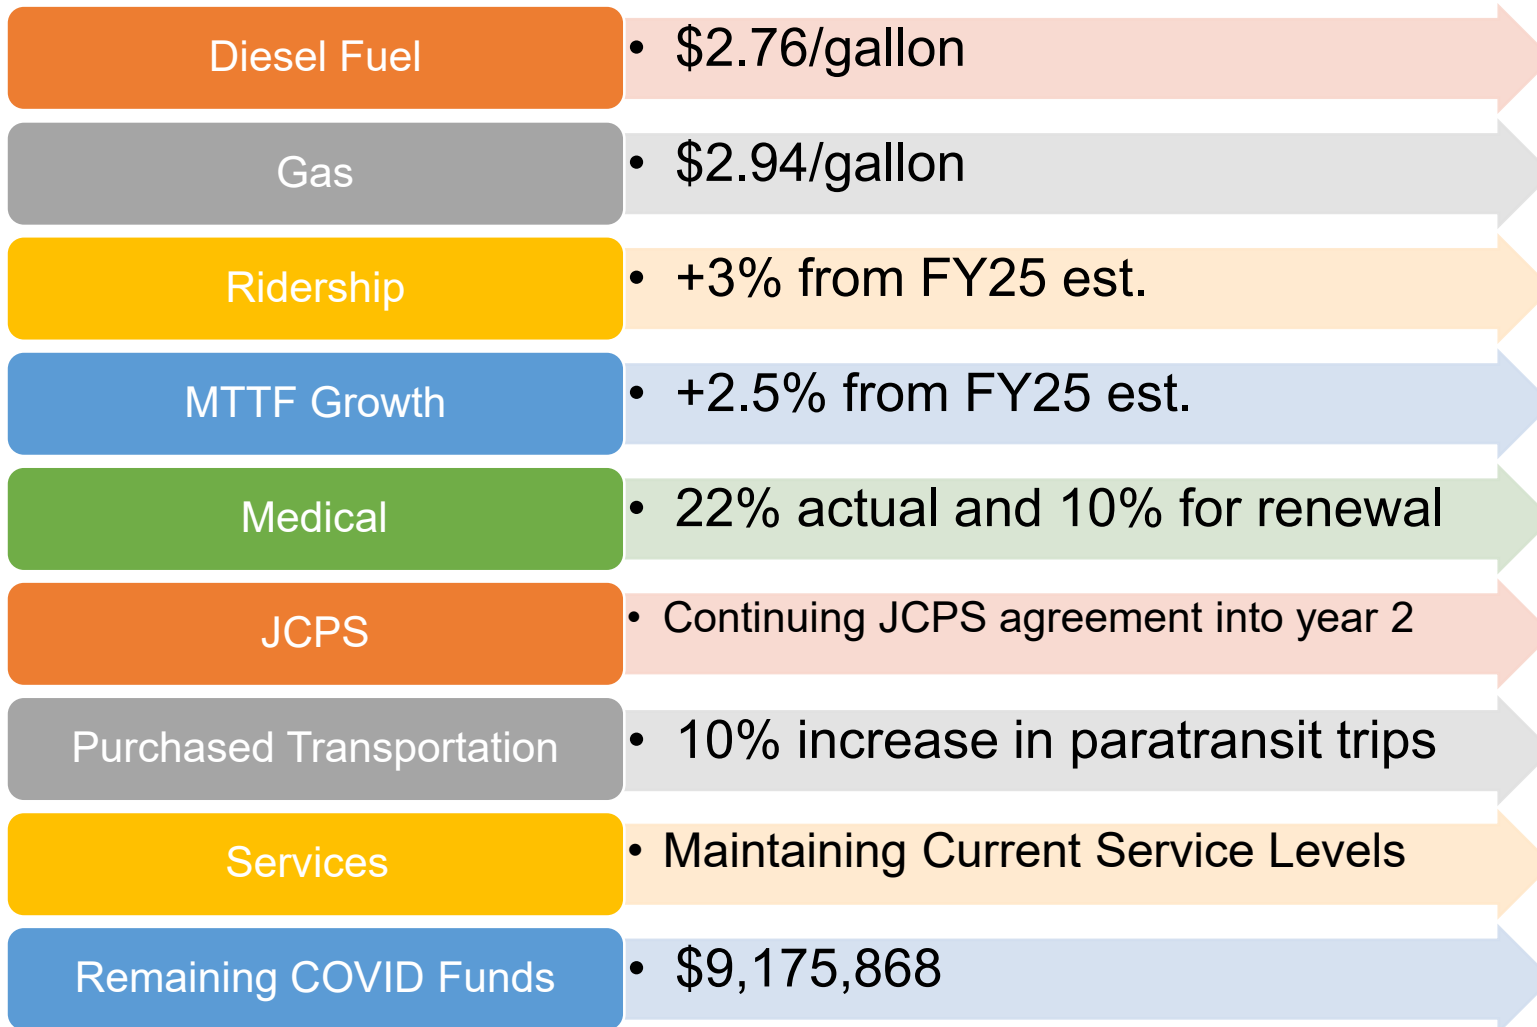 Diesel Fuel
• $2.76/gallon
Gas
• $2.94/gallon
Ridership
• +3% from FY25 est.
MTTF Growth
• +2.5% from FY25 est.
Medical
• 22% actual and 10% for renewal
JCPS
• Continuing JCPS agreement into year 2
Purchased Transportation
• 10% increase in paratransit trips
Services
• Maintaining Current Service Levels
Remaining COVID Funds
• $9,175,868